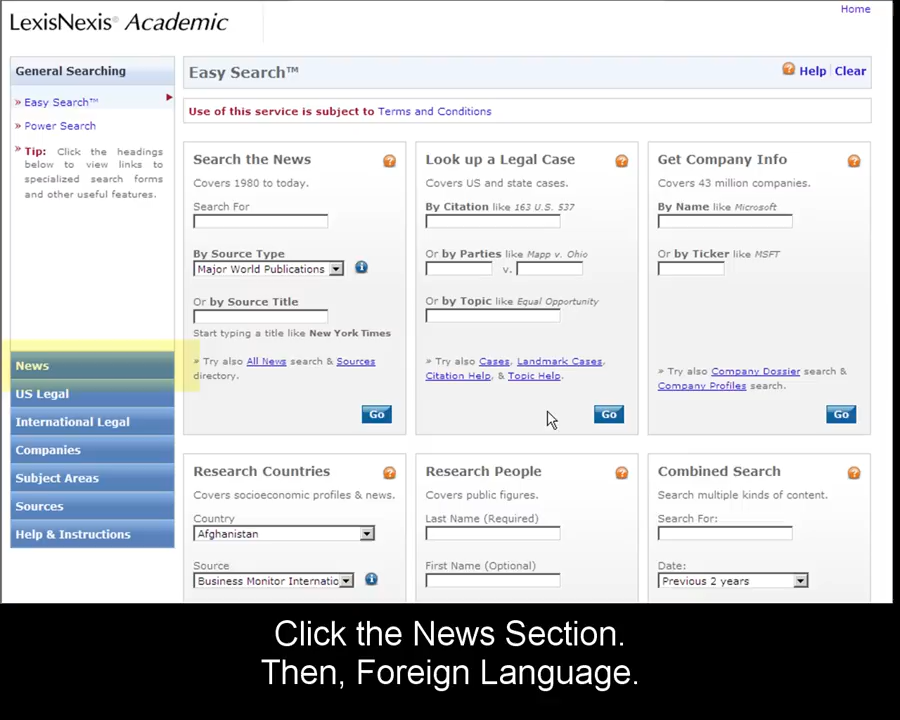 LexisNexis® Academic
Home
General Searching
» Easy Search™
» Power Search
» Tip: Click the headings
below to view links to
specialized search forms
and other useful features.
News
US Legal
International Legal
Companies
Subject Areas
Sources
Help & Instructions
Easy Search™
Help
Clear
Use of this service is subject to Terms and Conditions
Search the News
Covers 1980 to today.
Search For
By Source Type
Major World Publications
Or by Source Title
Start typing a title like New York Times
» Try also All News search & Sources
directory.
Go
Look up a Legal Case
Covers US and state cases.
By Citation like 163 U.S. 537
Or by Parties like Mapp v. Ohio
v.
Or by Topic like Equal Opportunity
» Try also Cases, Landmark Cases,
Citation Help, & Topic Help.
Go
Get Company Info
Covers 43 million companies.
By Name like Microsoft
Or by Ticker like MSFT
» Try also Company Dossier search &
Company Profiles search.
Go
Research Countries
Covers socioeconomic profiles & news.
Country
Afghanistan
Source
Business Monitor Internatio
Research People
Covers public figures.
Last Name (Required)
First Name (Optional)
Combined Search
Search multiple kinds of content.
Search For:
Date:
Previous 2 years
Click the News Section.
Then, Foreign Language.